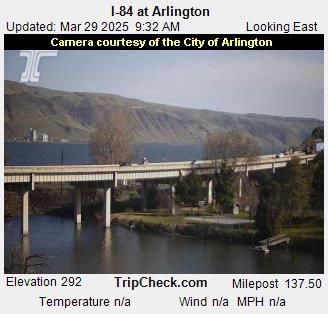 I-84 at Arlington
Updated: Mar 29 2025 9:32 AM Looking East
Camera courtesy of the City of Arlington
Elevation 292 TripCheck.com Milepost 137.50
Temperature n/a Wind n/a MPH n/a